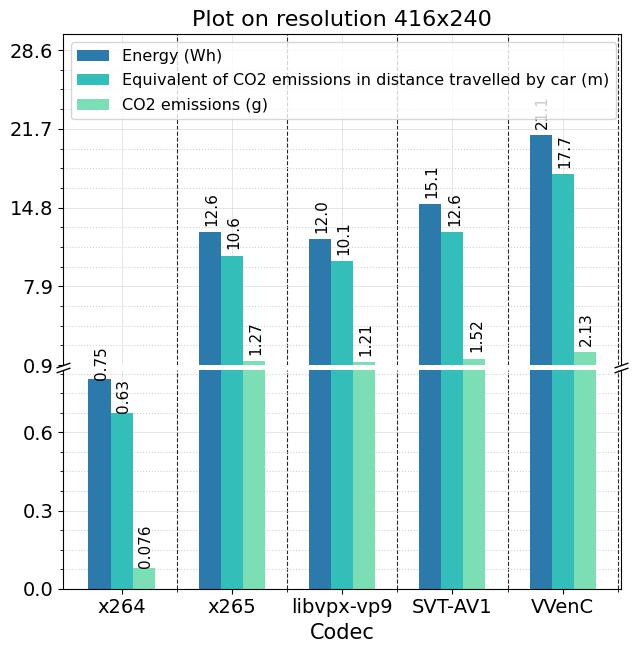 Plot on resolution 416x240
Energy (Wh)
Equivalent of CO2 emissions in distance travelled by car (m)
CO2 emissions (g)
28.6
21.7
14.8
7.9
0.9
0.6
0.3
0.0
0.75
0.63
0.076
12.6
10.6
1.27
12.0
10.1
1.21
15.1
12.6
1.52
21.1
17.7
2.13
x264
x265
libvpx-vp9
SVT-AV1
VVenC
Codec